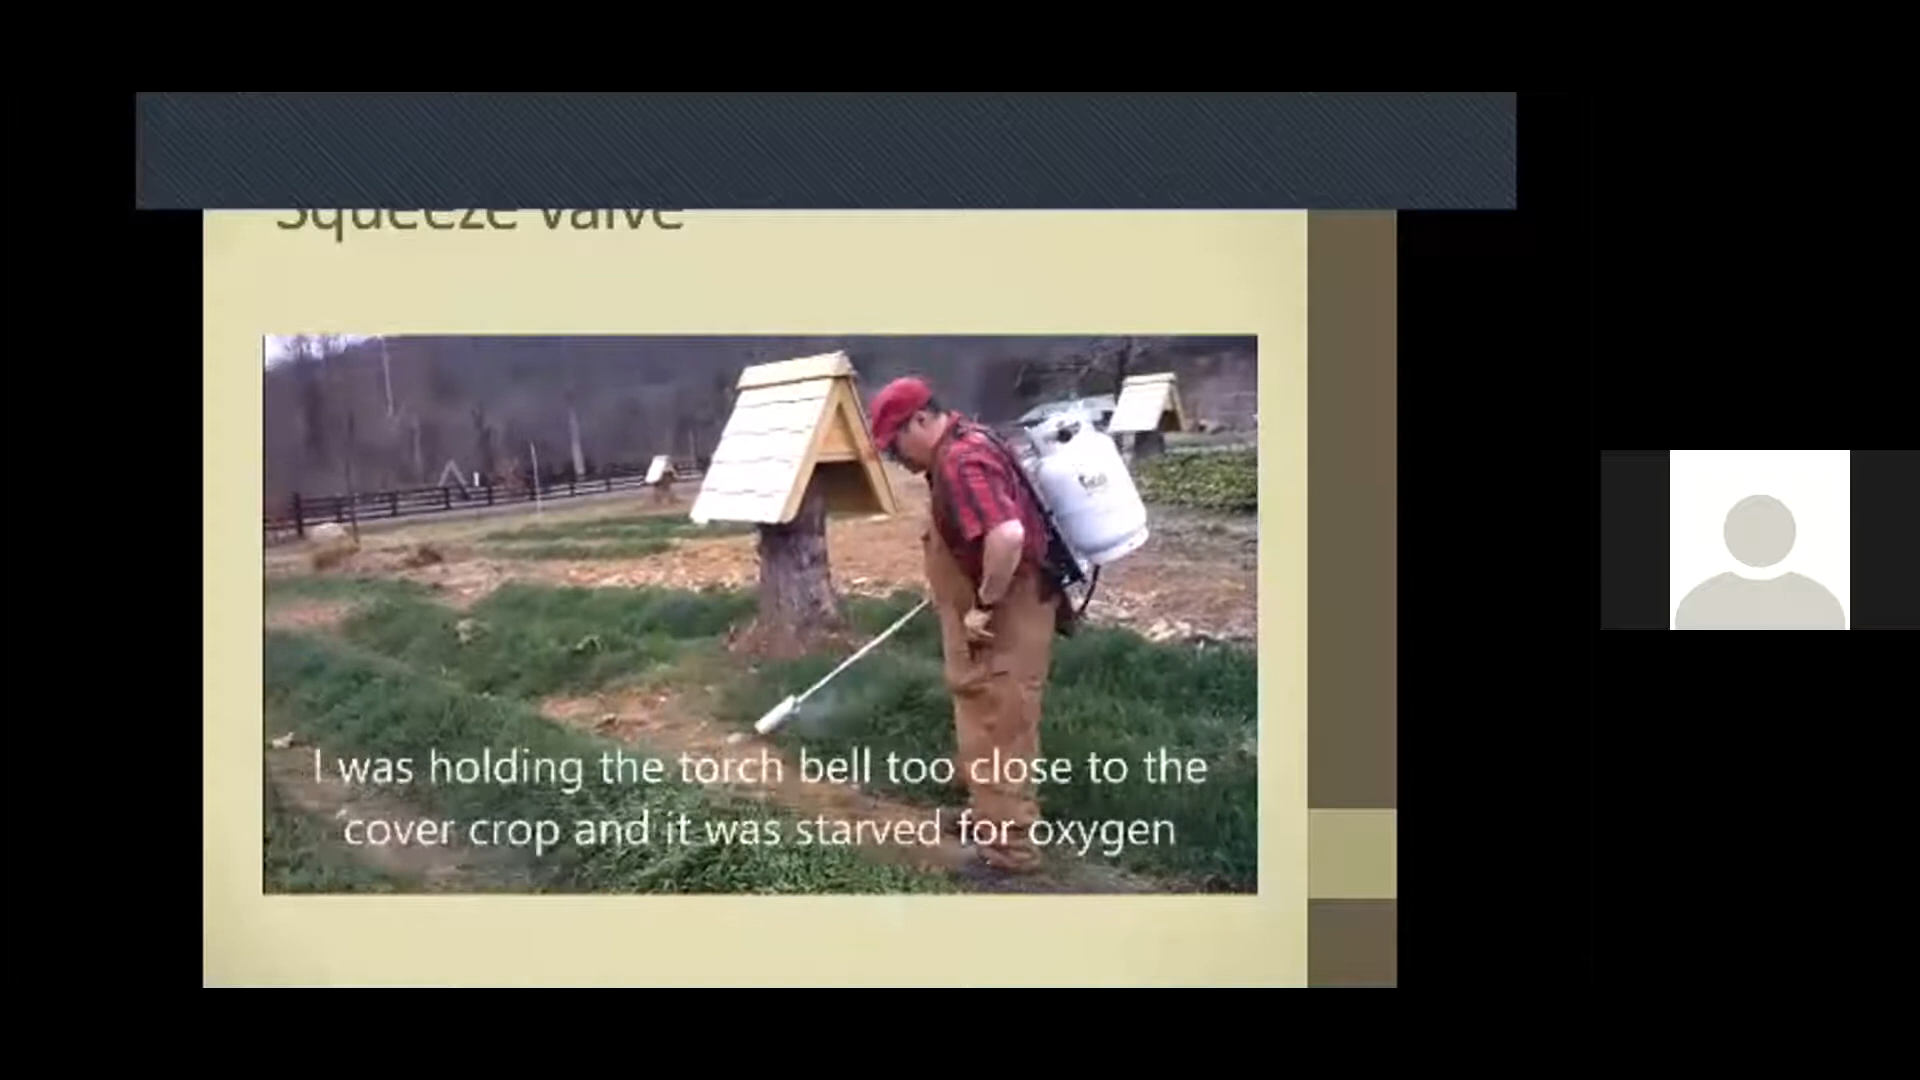 Squeeze valve
I was holding the torch bell too close to the
cover crop and it was starved for oxygen